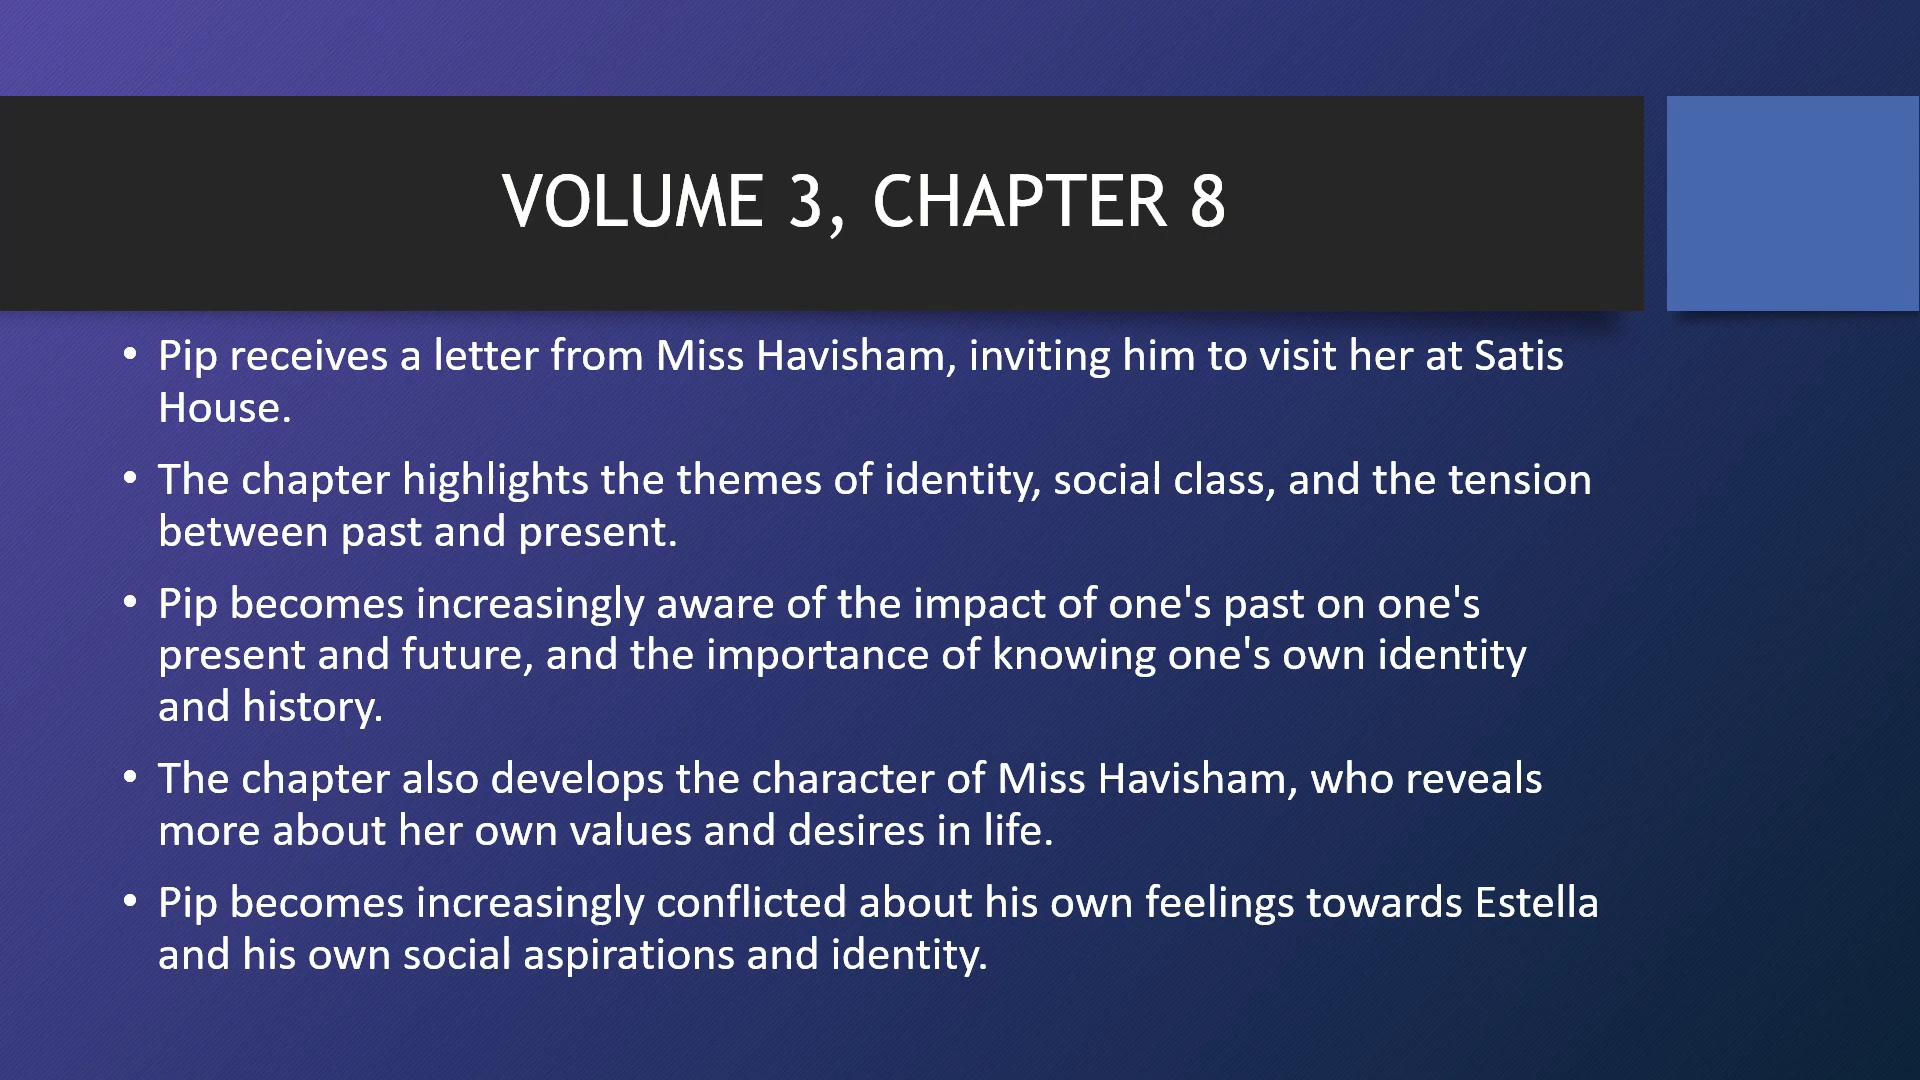 VOLUME 3, CHAPTER 8
• Pip receives a letter from Miss Havisham, inviting him to visit her at Satis
House.
• The chapter highlights the themes of identity, social class, and the tension
between past and present.
• Pip becomes increasingly aware of the impact of one's past on one's
present and future, and the importance of knowing one's own identity
and history.
• The chapter also develops the character of Miss Havisham, who reveals
more about her own values and desires in life.
• Pip becomes increasingly conflicted about his own feelings towards Estella
and his own social aspirations and identity.